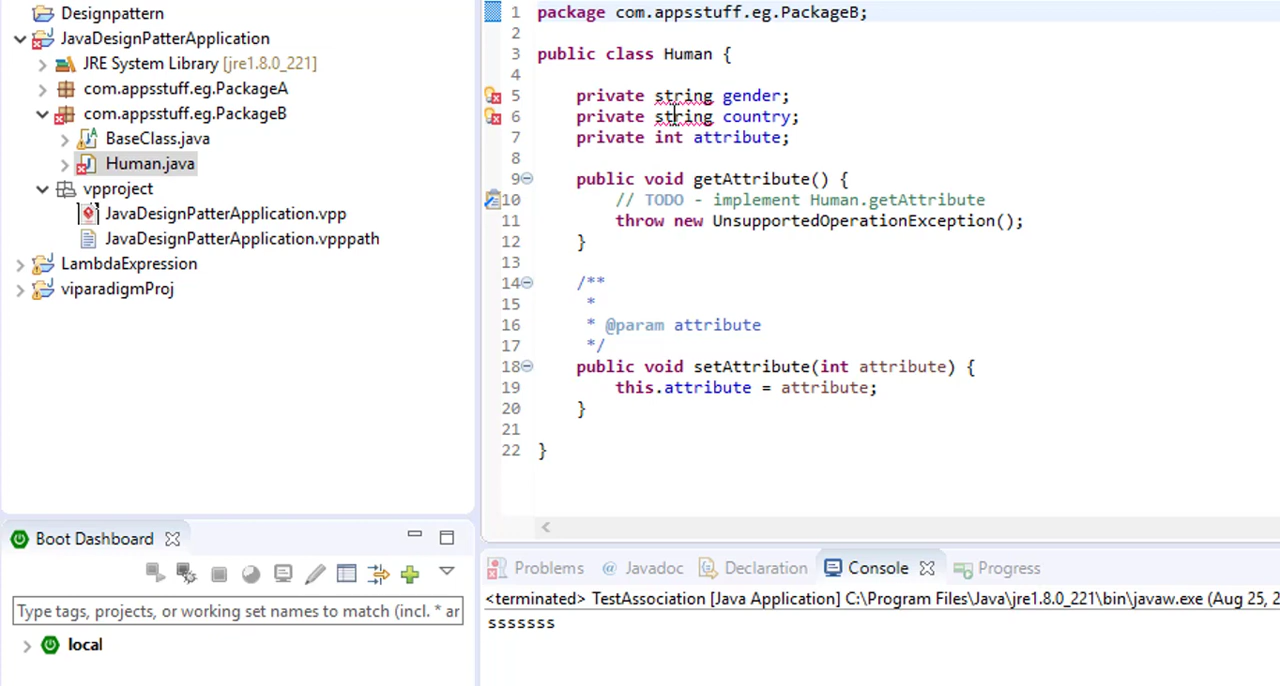 Designpattern
JavaDesignPatterApplication
JRE System Library [jre1.8.0_221]
com.appsstuff.eg.PackageA
com.appsstuff.eg.PackageB
BaseClass.java
Human.java
vpproject
JavaDesignPatterApplication.vpp
JavaDesignPatterApplication.vpppath
LambdaExpression
viparadigmProj
Boot Dashboard
Type tags, projects, or working set names to match (incl. * ar
local
1 package com.appsstuff.eg.PackageB;
2
3 public class Human {
4
5 private string gender;
6 private string country;
7 private int attribute;
8
9 public void getAttribute() {
10 // TODO - implement Human.getAttribute
11 throw new UnsupportedOperationException();
12 }
13
14 /**
15 *
16 * @param attribute
17 */
18 public void setAttribute(int attribute) {
19 this.attribute = attribute;
20 }
21
22 }
Problems @ Javadoc Declaration Console Progress
<terminated> TestAssociation [Java Application] C:\Program Files\Java\jre1.8.0_221\bin\javaw.exe (Aug 25, 2
sssssss